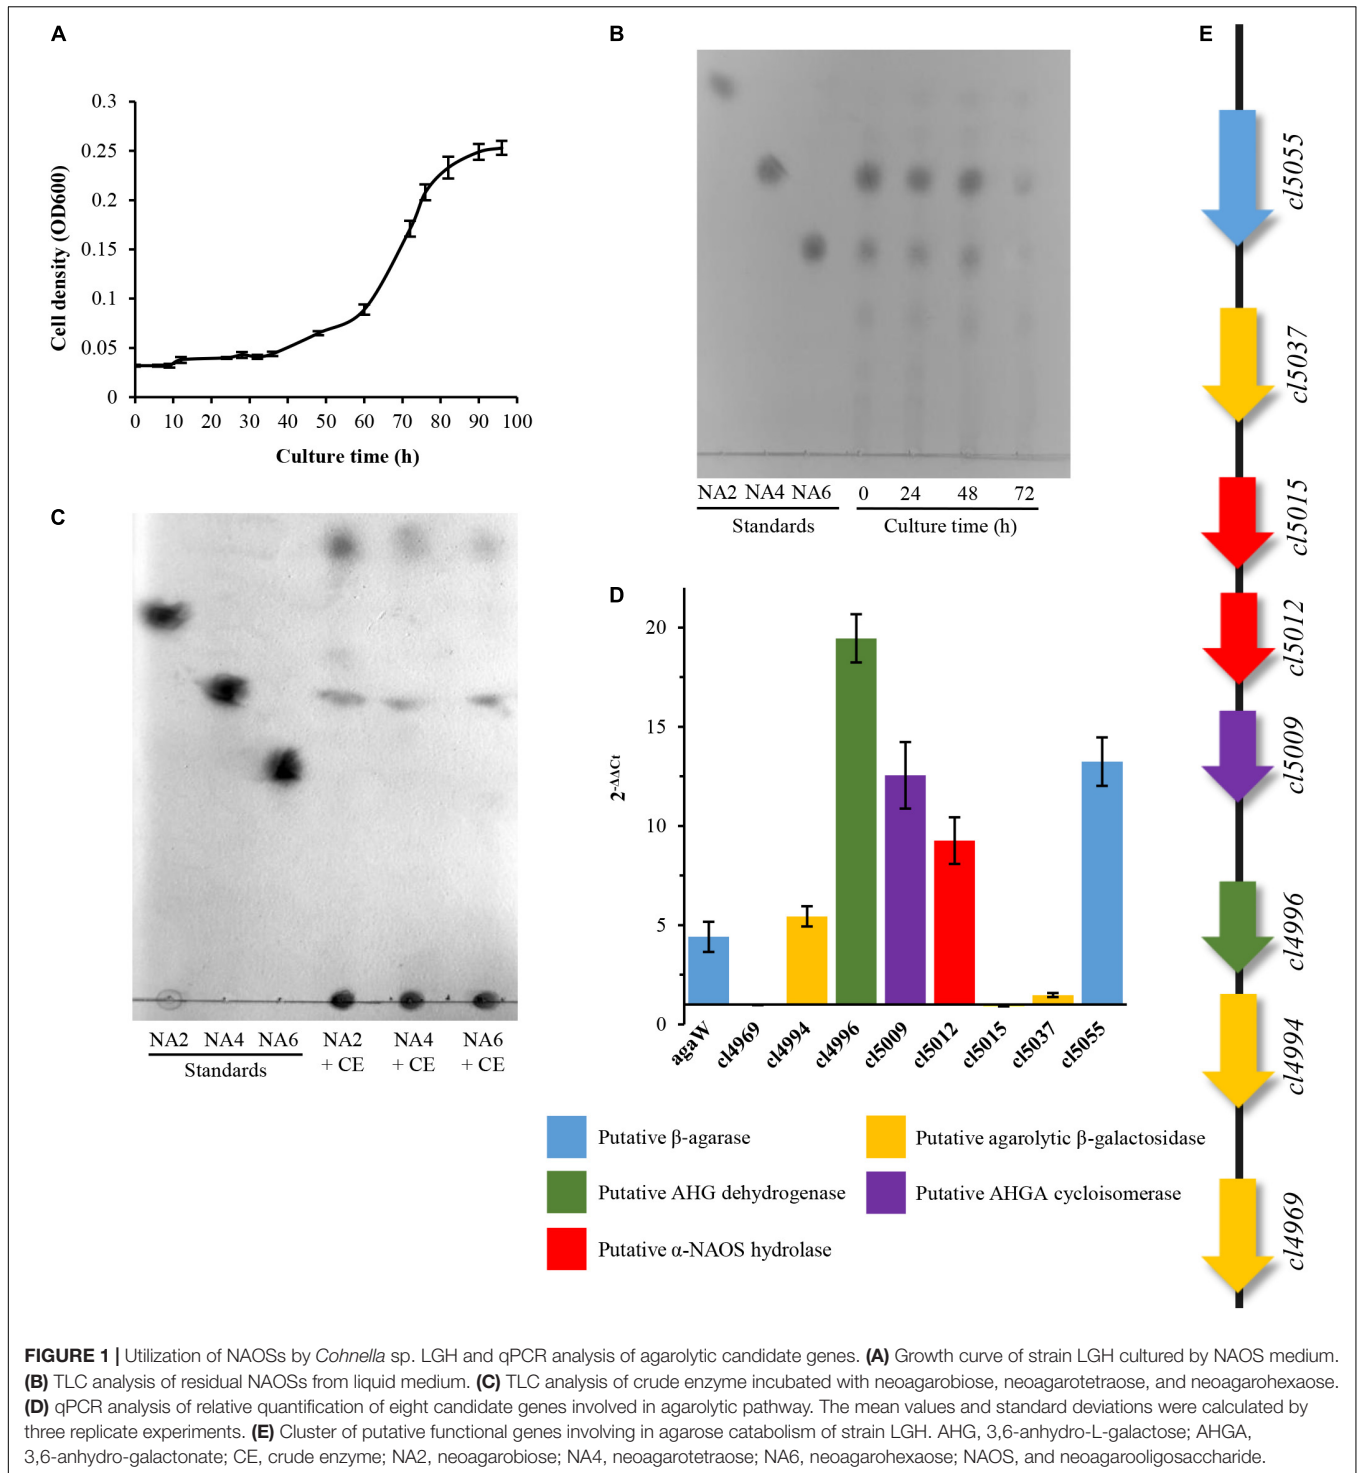 A
0.3
0.25
0.2
0.15
0.1
0.05
0
0 10 20 30 40 50 60 70 80 90 100
Cell density (OD600)
Culture time (h)
B
NA2 NA4 NA6 0 24 48 72
Standards Culture time (h)
C
NA2 NA4 NA6 NA2 NA4 NA6
+ CE + CE + CE
Standards
D
20
15
10
5
0
2-ΔΔCt
agaW cl4969 cl4994 cl4996 cl5009 cl5012 cl5015 cl5037 cl5055
Putative β-agarase
Putative agarolytic β-galactosidase
Putative AHG dehydrogenase
Putative AHGA cycloisomerase
Putative α-NAOS hydrolase
E
cl5055
cl5037
cl5015
cl5012
cl5009
cl4996
cl4994
cl4969
FIGURE 1 | Utilization of NAOSs by Cohnella sp. LGH and qPCR analysis of agarolytic candidate genes. (A) Growth curve of strain LGH cultured by NAOS medium.
(B) TLC analysis of residual NAOSs from liquid medium. (C) TLC analysis of crude enzyme incubated with neoagarobiose, neoagarotetraose, and neoagarohexaose.
(D) qPCR analysis of relative quantification of eight candidate genes involved in agarolytic pathway. The mean values and standard deviations were calculated by
three replicate experiments. (E) Cluster of putative functional genes involving in agarose catabolism of strain LGH. AHG, 3,6-anhydro-L-galactose; AHGA,
3,6-anhydro-galactonate; CE, crude enzyme; NA2, neoagarobiose; NA4, neoagarotetraose; NA6, neoagarohexaose; NAOS, and neoagarooligosaccharide.